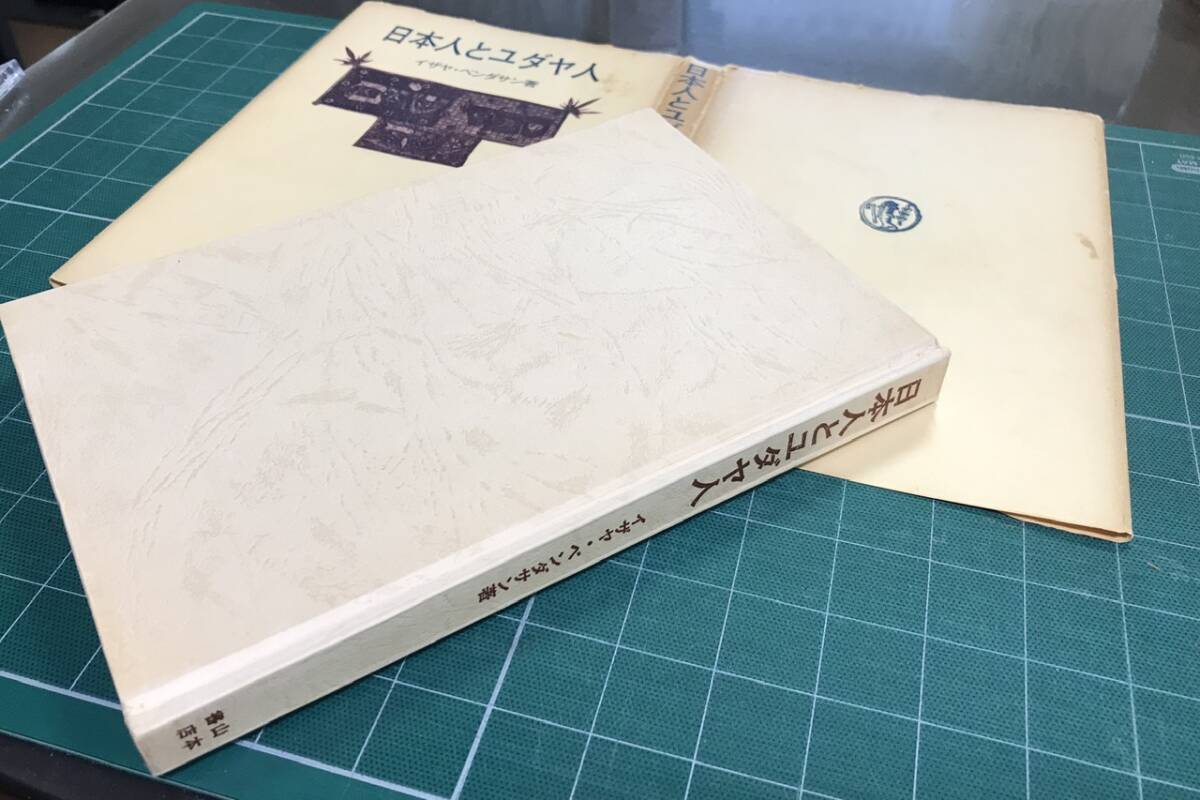 日本人とユダヤ人
イザヤ・ベンダサン著
日本人とユダ
日本人とユダヤ人
イザヤ・ベンダサン著
山本書店